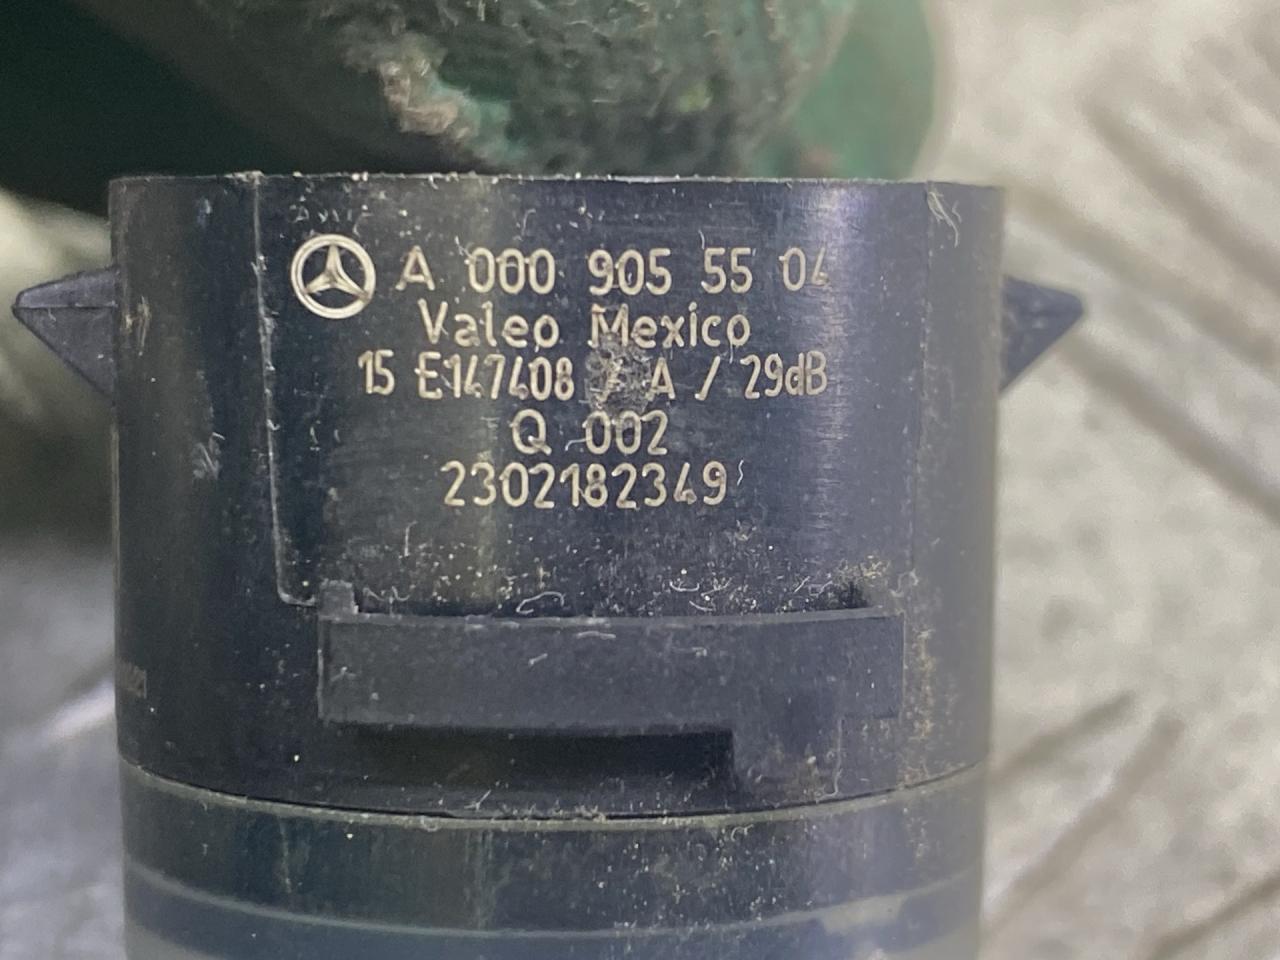 A 000 905 55 04
Valeo Mexico
15 E147408 A / 29dB
Q 002
2302182349